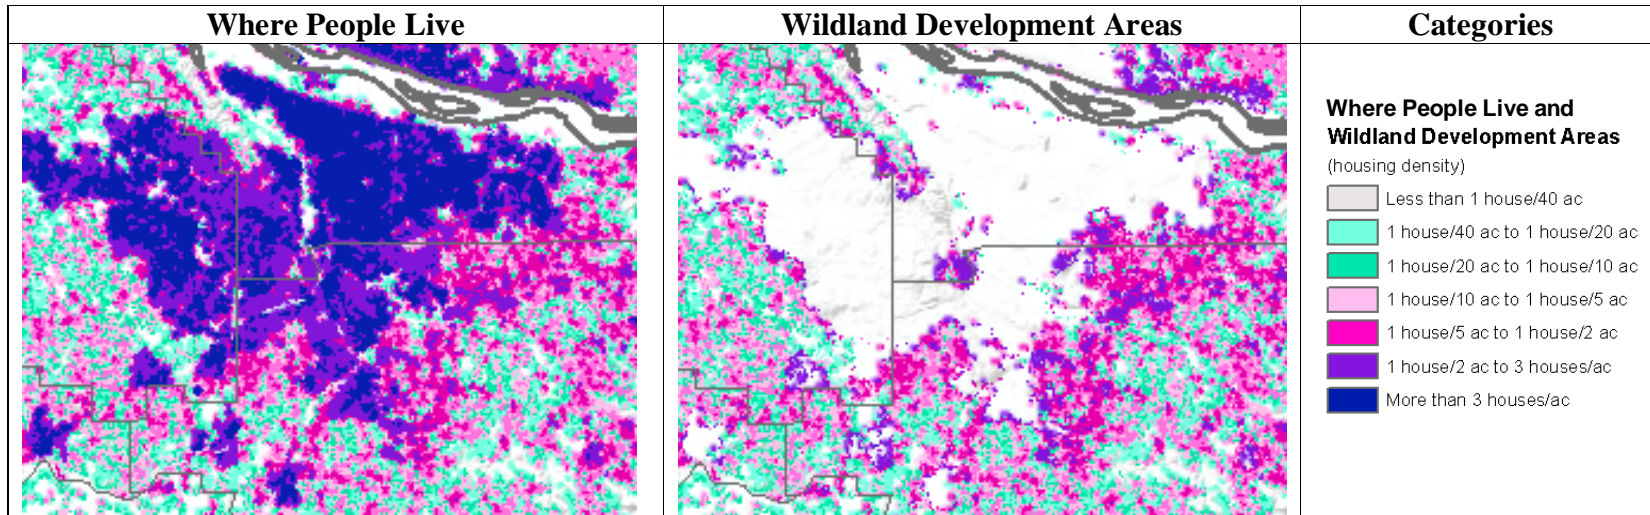 Where People Live
Wildland Development Areas
Categories
Where People Live and
Wildland Development Areas
(housing density)
Less than 1 house/40 ac
1 house/40 ac to 1 house/20 ac
1 house/20 ac to 1 house/10 ac
1 house/10 ac to 1 house/5 ac
1 house/5 ac to 1 house/2 ac
1 house/2 ac to 3 houses/ac
More than 3 houses/ac